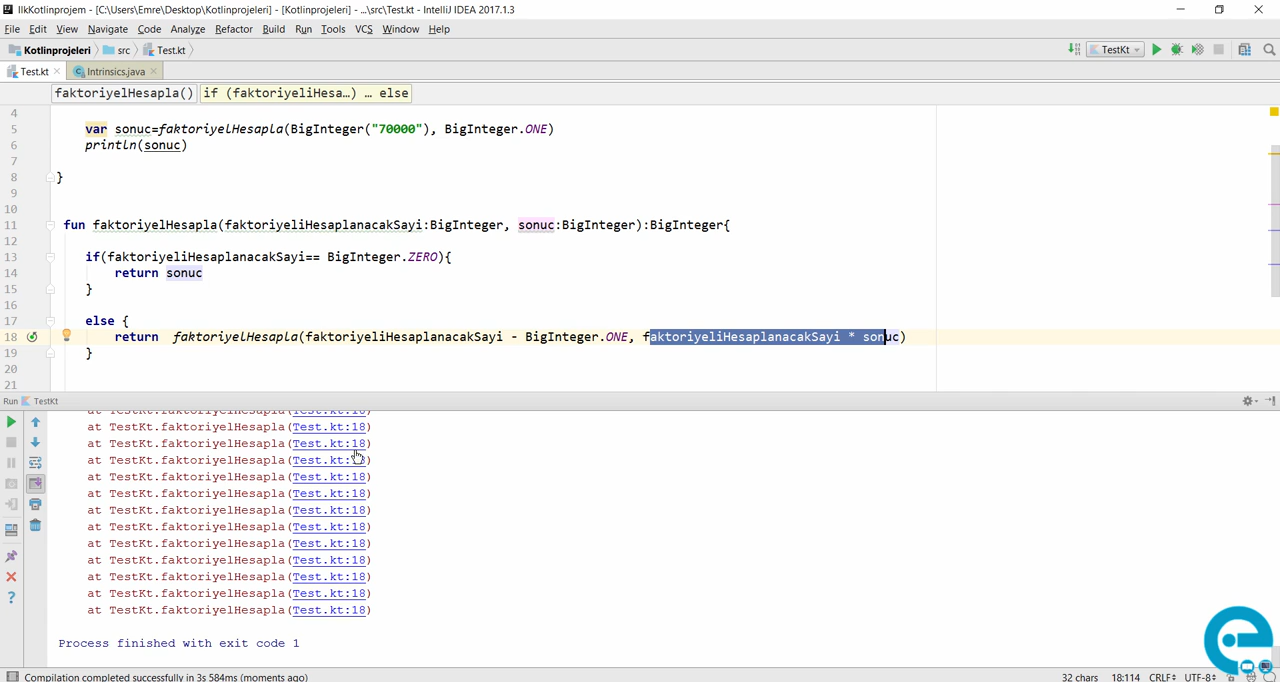 IlkKotlinprojem - [C:\Users\Emre\Desktop\Kotlinprojeleri] - [Kotlinprojeleri] - ...\src\Test.kt - IntelliJ IDEA 2017.1.3
File Edit View Navigate Code Analyze Refactor Build Run Tools VCS Window Help
Kotlinprojeleri src Test.kt TestKt
Test.kt Intrinsics.java
faktoriyelHesapla() if (faktoriyeliHesa…) … else
4
5 var sonuc=faktoriyelHesapla(BigInteger("70000"), BigInteger.ONE)
6 println(sonuc)
7
8 }
9
10
11 fun faktoriyelHesapla(faktoriyeliHesaplanacakSayi:BigInteger, sonuc:BigInteger):BigInteger{
12
13 if(faktoriyeliHesaplanacakSayi== BigInteger.ZERO){
14 return sonuc
15 }
16
17 else {
18 return faktoriyelHesapla(faktoriyeliHesaplanacakSayi - BigInteger.ONE, faktoriyeliHesaplanacakSayi * sonuc)
19 }
20
21
Run TestKt
at TestKt.faktoriyelHesapla(Test.kt:18)
at TestKt.faktoriyelHesapla(Test.kt:18)
at TestKt.faktoriyelHesapla(Test.kt:18)
at TestKt.faktoriyelHesapla(Test.kt:18)
at TestKt.faktoriyelHesapla(Test.kt:18)
at TestKt.faktoriyelHesapla(Test.kt:18)
at TestKt.faktoriyelHesapla(Test.kt:18)
at TestKt.faktoriyelHesapla(Test.kt:18)
at TestKt.faktoriyelHesapla(Test.kt:18)
at TestKt.faktoriyelHesapla(Test.kt:18)
at TestKt.faktoriyelHesapla(Test.kt:18)
at TestKt.faktoriyelHesapla(Test.kt:18)
at TestKt.faktoriyelHesapla(Test.kt:18)
Process finished with exit code 1
Compilation completed successfully in 3s 584ms (moments ago) 32 chars 18:114 CRLF UTF-8